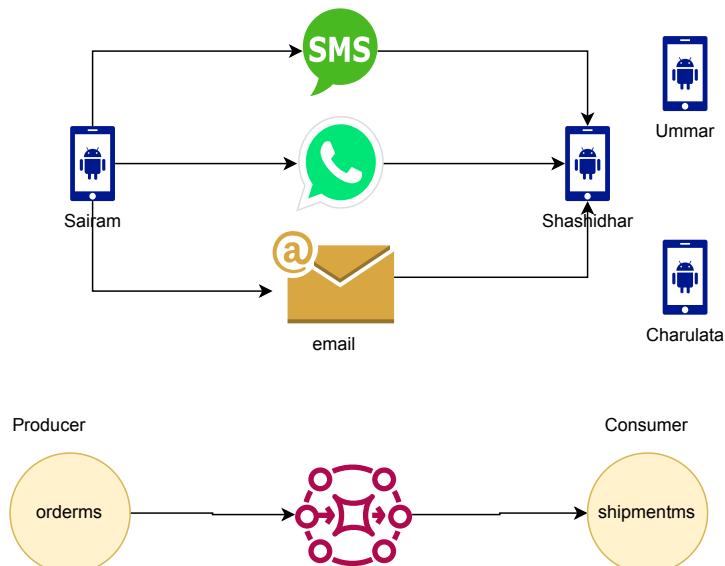 SMS
Ummar
Sairam
Shashidhar
@
email
Charulata
Producer
Consumer
orderms
shipmentms